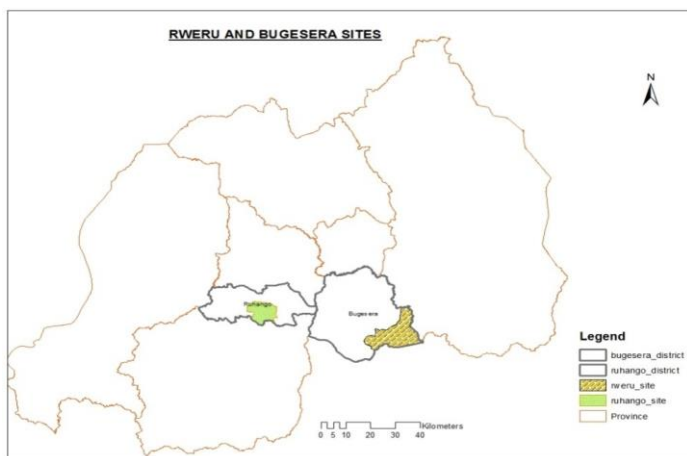 RWERU AND BUGESERA SITES
N
Ruhango
Bugesera
Legend
bugesera_district
ruhango_district
rweru_site
ruhango_site
Province
0 5 10 20 30 40
Kilometers